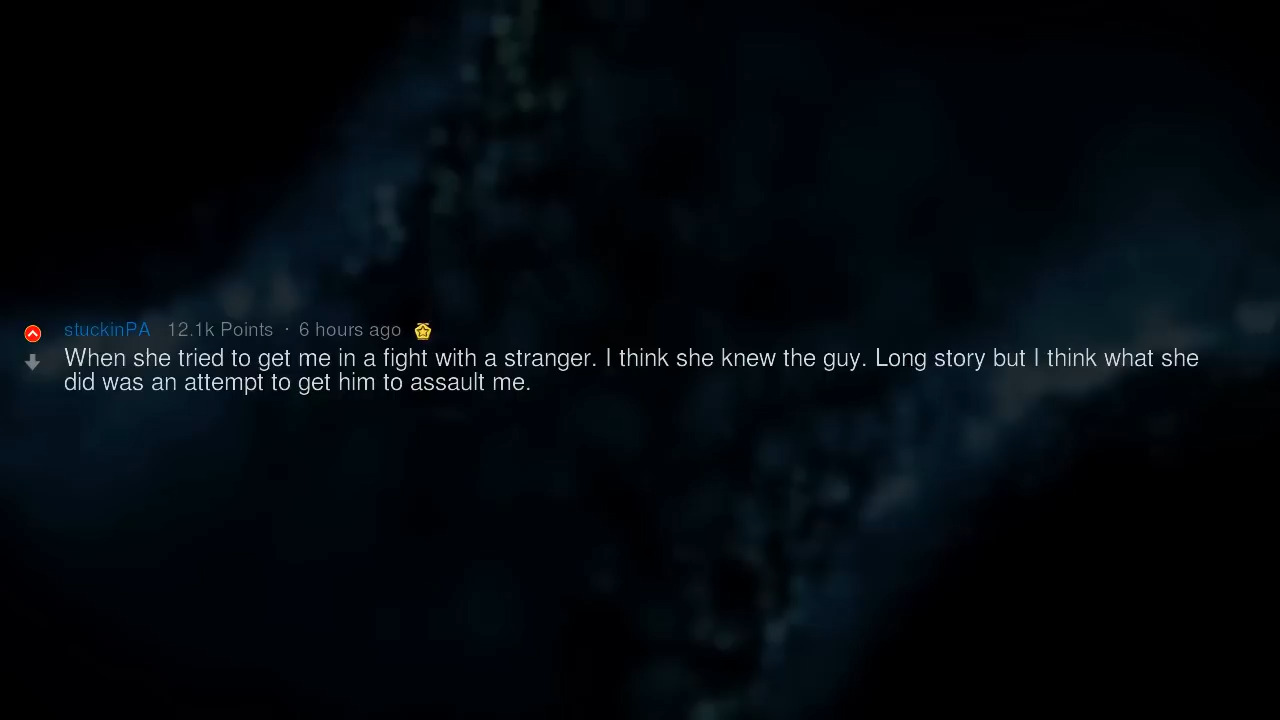 stuckinPA 12.1k Points · 6 hours ago
When she tried to get me in a fight with a stranger. I think she knew the guy. Long story but I think what she
did was an attempt to get him to assault me.